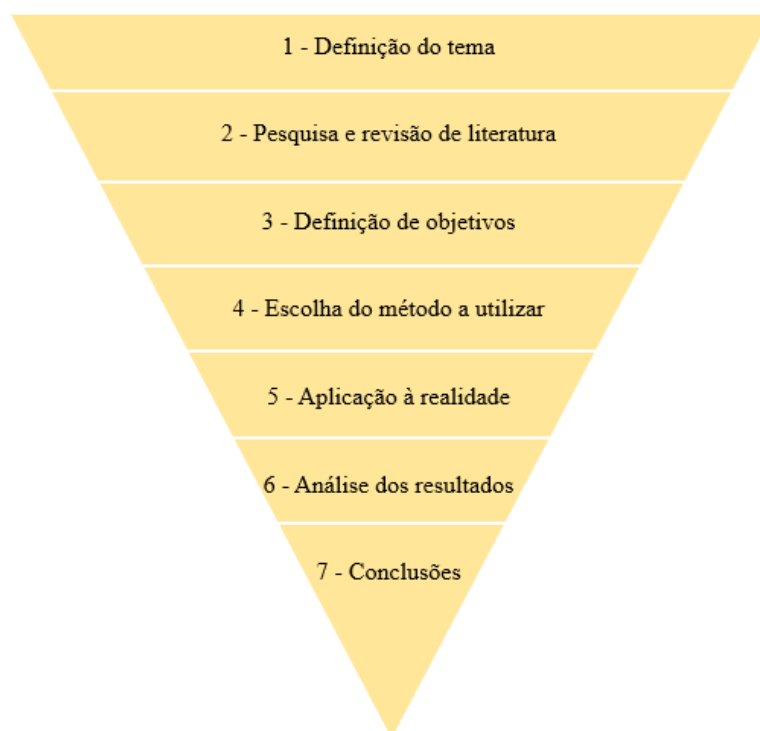 1 - Definição do tema
2 - Pesquisa e revisão de literatura
3 - Definição de objetivos
4 - Escolha do método a utilizar
5 - Aplicação à realidade
6 - Análise dos resultados
7 - Conclusões